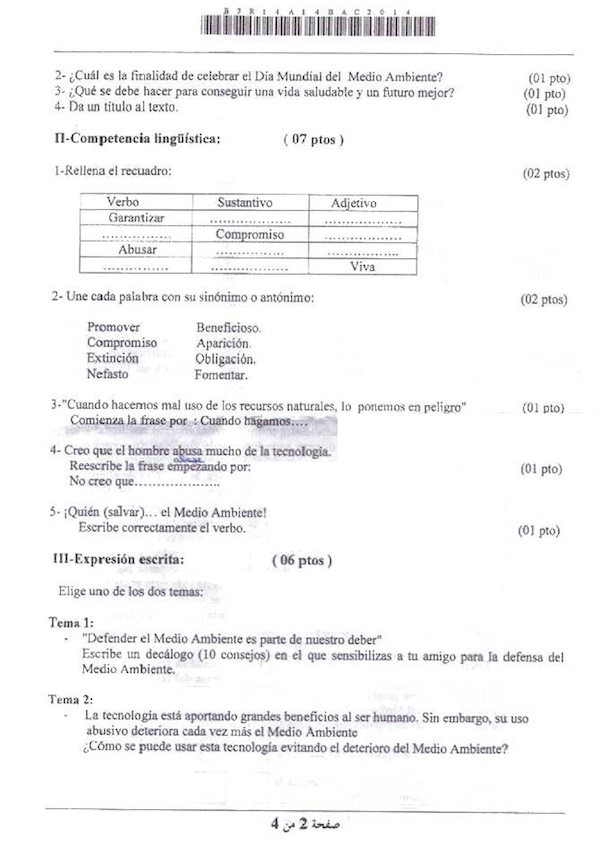 B7R14A14BAC2014
2- ¿Cuál es la finalidad de celebrar el Día Mundial del Medio Ambiente? (01 pto)
3- ¿Qué se debe hacer para conseguir una vida saludable y un futuro mejor? (01 pto)
4- Da un título al texto. (01 pto)
II-Competencia lingüística: ( 07 ptos )
1-Rellena el recuadro: (02 ptos)
Verbo Sustantivo Adjetivo
Garantizar .................... ....................
.................... Compromiso ....................
Abusar .................... ....................
.................... .................... Viva
2- Une cada palabra con su sinónimo o antónimo: (02 ptos)
Promover Beneficioso.
Compromiso Aparición.
Extinción Obligación.
Nefasto Fomentar.
3-"Cuando hacemos mal uso de los recursos naturales, lo ponemos en peligro" (01 pto)
Comienza la frase por : Cuando hagamos....
4- Creo que el hombre abusa mucho de la tecnología.
abuse
Reescribe la frase empezando por: (01 pto)
No creo que.....................
5- ¡Quién (salvar)... el Medio Ambiente!
Escribe correctamente el verbo. (01 pto)
III-Expresión escrita: ( 06 ptos )
Elige uno de los dos temas:
Tema 1:
- "Defender el Medio Ambiente es parte de nuestro deber"
Escribe un decálogo (10 consejos) en el que sensibilizas a tu amigo para la defensa del
Medio Ambiente.
Tema 2:
- La tecnología está aportando grandes beneficios al ser humano. Sin embargo, su uso
abusivo deteriora cada vez más el Medio Ambiente
¿Cómo se puede usar esta tecnología evitando el deterioro del Medio Ambiente?
صفحة 2 من 4